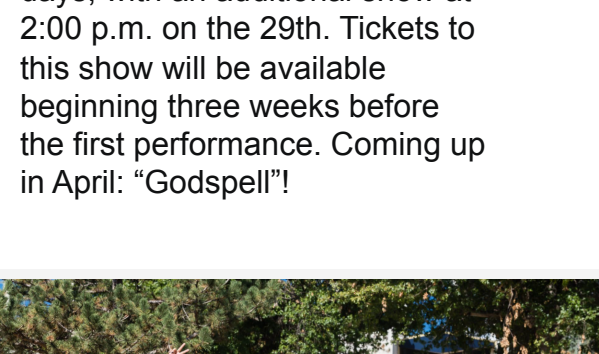 days, with an additional show at
2:00 p.m. on the 29th. Tickets to
this show will be available
beginning three weeks before
the first performance. Coming up
in April: “Godspell”!